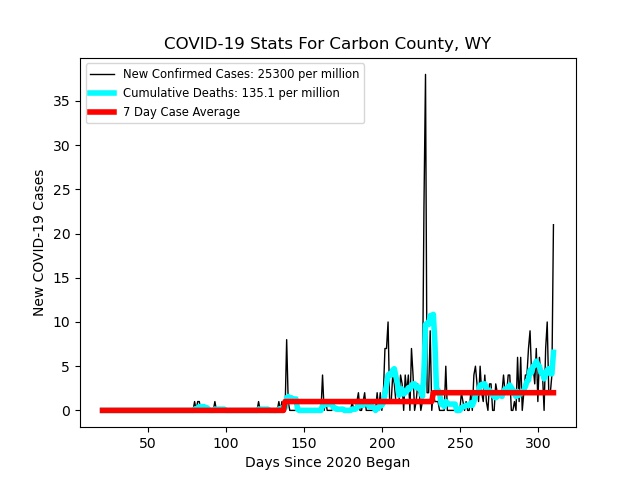 COVID-19 Stats For Carbon County, WY
New Confirmed Cases: 25300 per million
Cumulative Deaths: 135.1 per million
7 Day Case Average
35
30
25
20
15
10
5
0
New COVID-19 Cases
50 100 150 200 250 300
Days Since 2020 Began